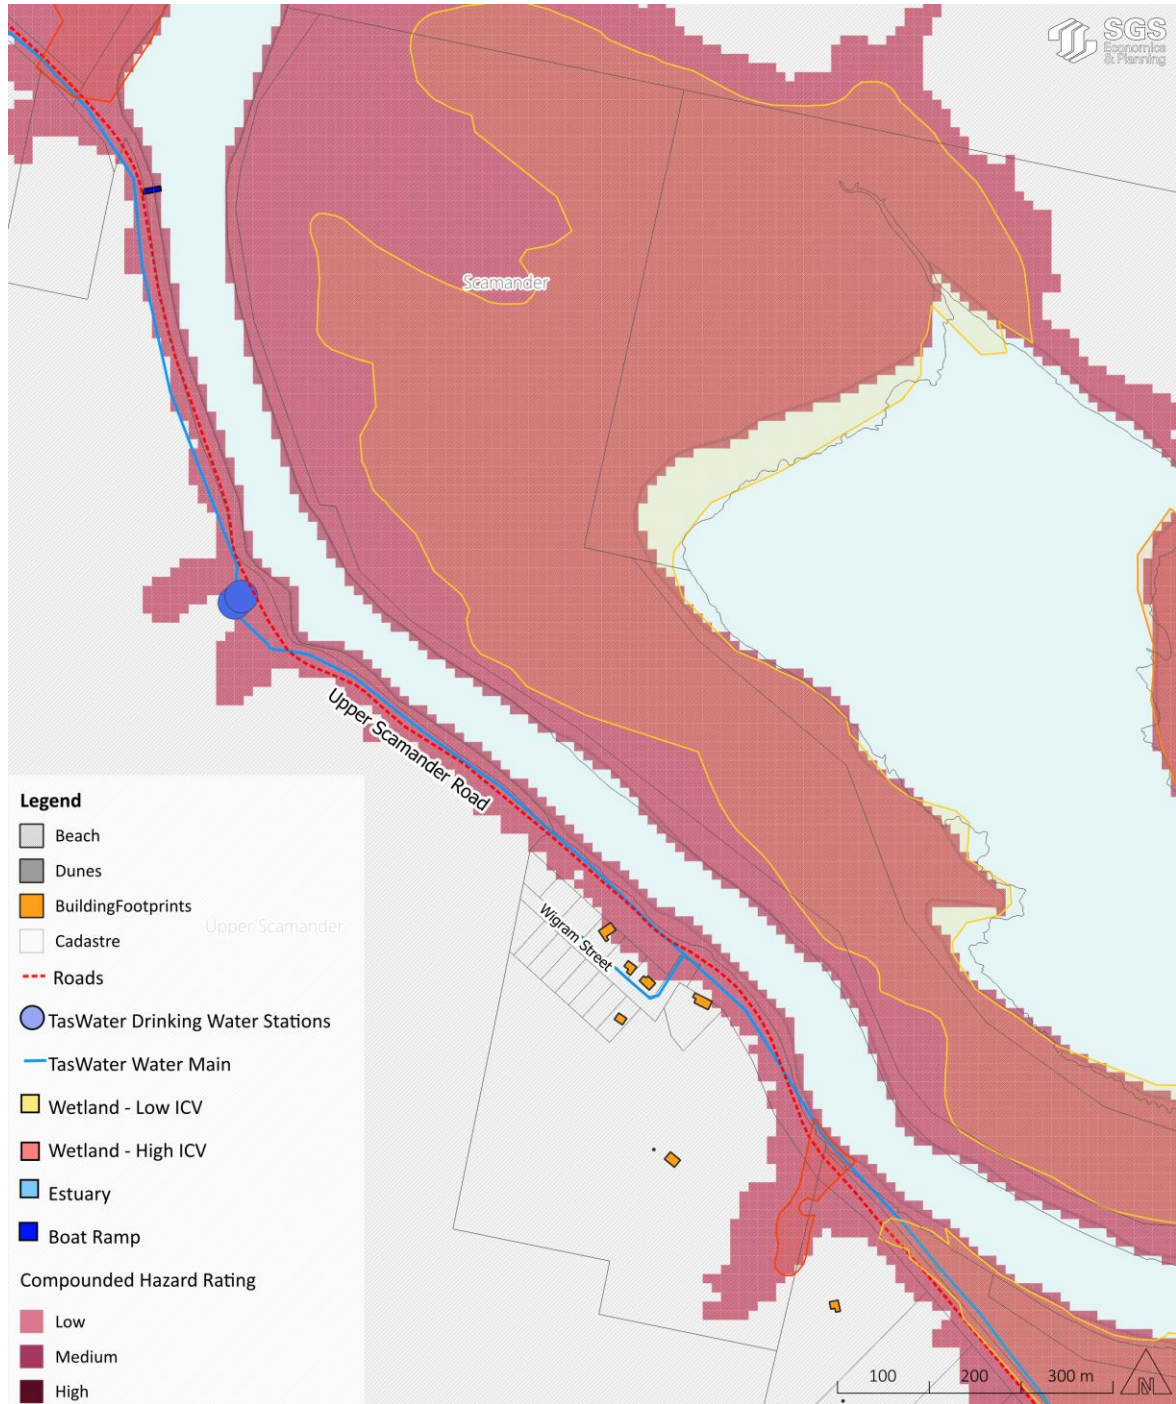 SGS
Economics
& Planning
Scamander
Upper Scamander Road
Wigram Street
Legend
Beach
Dunes
BuildingFootprints
Cadastre
Upper Scamander
Roads
TasWater Drinking Water Stations
TasWater Water Main
Wetland - Low ICV
Wetland - High ICV
Estuary
Boat Ramp
Compounded Hazard Rating
Low
Medium
High
100 200 300 m
N